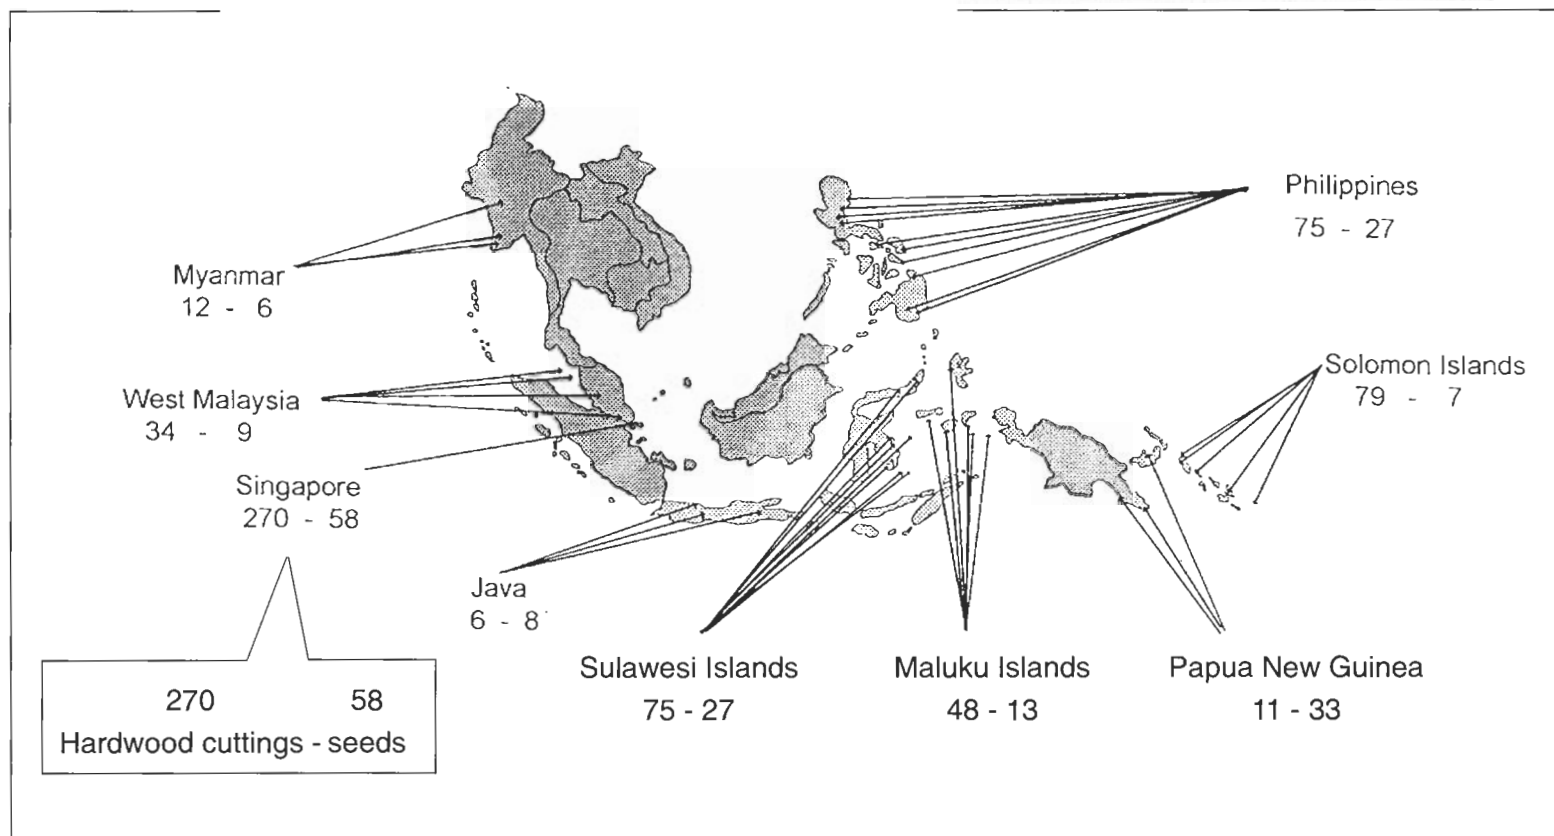 Philippines
75 - 27
Myanmar
12 - 6
Solomon Islands
79 - 7
West Malaysia
34 - 9
Singapore
270 - 58
Java
6 - 8
Sulawesi Islands
75 - 27
Maluku Islands
48 - 13
Papua New Guinea
11 - 33
270 58
Hardwood cuttings - seeds